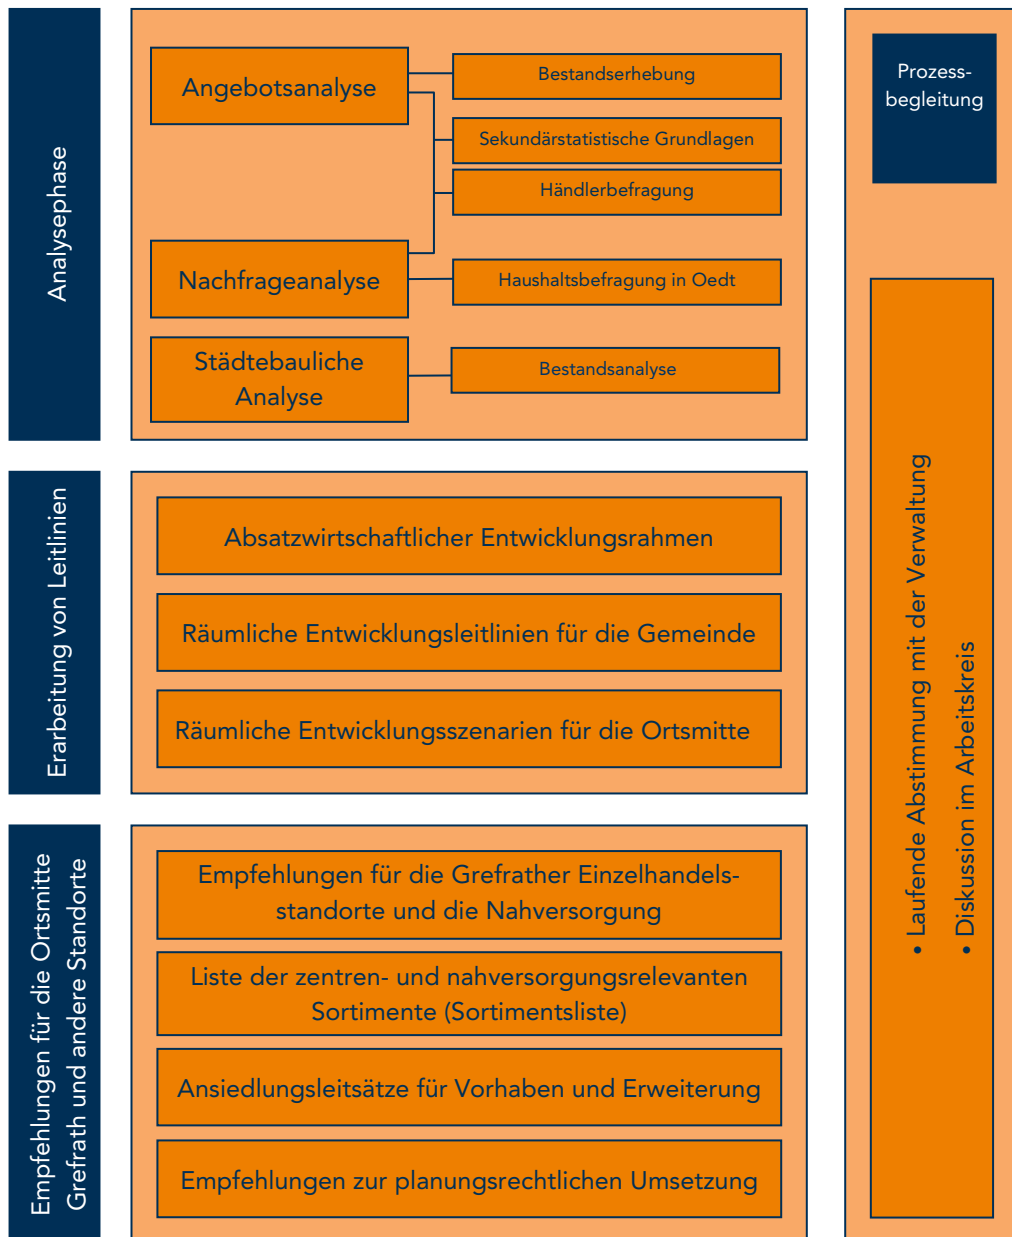 Analysephase
Angebotsanalyse
Bestandserhebung
Sekundärstatistische Grundlagen
Händlerbefragung
Nachfrageanalyse
Haushaltsbefragung in Oedt
Städtebauliche
Analyse
Bestandsanalyse
Erarbeitung von Leitlinien
Absatzwirtschaftlicher Entwicklungsrahmen
Räumliche Entwicklungsleitlinien für die Gemeinde
Räumliche Entwicklungsszenarien für die Ortsmitte
Empfehlungen für die Ortsmitte
Grefrath und andere Standorte
Empfehlungen für die Grefrather Einzelhandels-
standorte und die Nahversorgung
Liste der zentren- und nahversorgungsrelevanten
Sortimente (Sortimentsliste)
Ansiedlungsleitsätze für Vorhaben und Erweiterung
Empfehlungen zur planungsrechtlichen Umsetzung
Prozess-
begleitung
• Laufende Abstimmung mit der Verwaltung
• Diskussion im Arbeitskreis